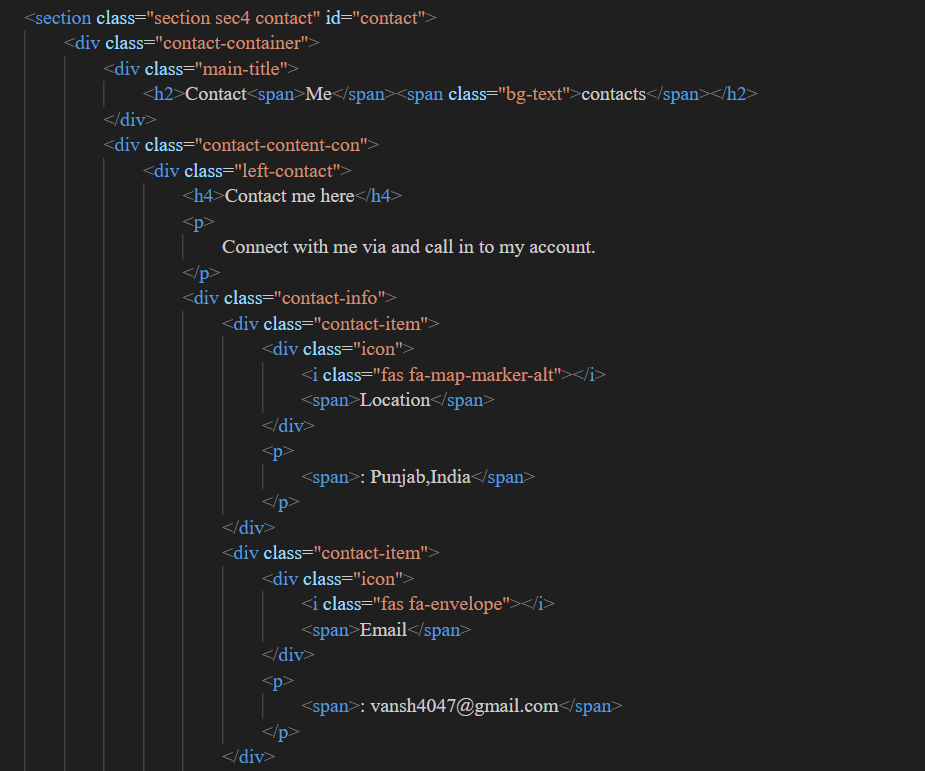 <section class="section sec4 contact" id="contact">
<div class="contact-container">
<div class="main-title">
<h2>Contact<span>Me</span><span class="bg-text">contacts</span></h2>
</div>
<div class="contact-content-con">
<div class="left-contact">
<h4>Contact me here</h4>
<p>
Connect with me via and call in to my account.
</p>
<div class="contact-info">
<div class="contact-item">
<div class="icon">
<i class="fas fa-map-marker-alt"></i>
<span>Location</span>
</div>
<p>
<span>: Punjab,India</span>
</p>
</div>
<div class="contact-item">
<div class="icon">
<i class="fas fa-envelope"></i>
<span>Email</span>
</div>
<p>
<span>: vansh4047@gmail.com</span>
</p>
</div>